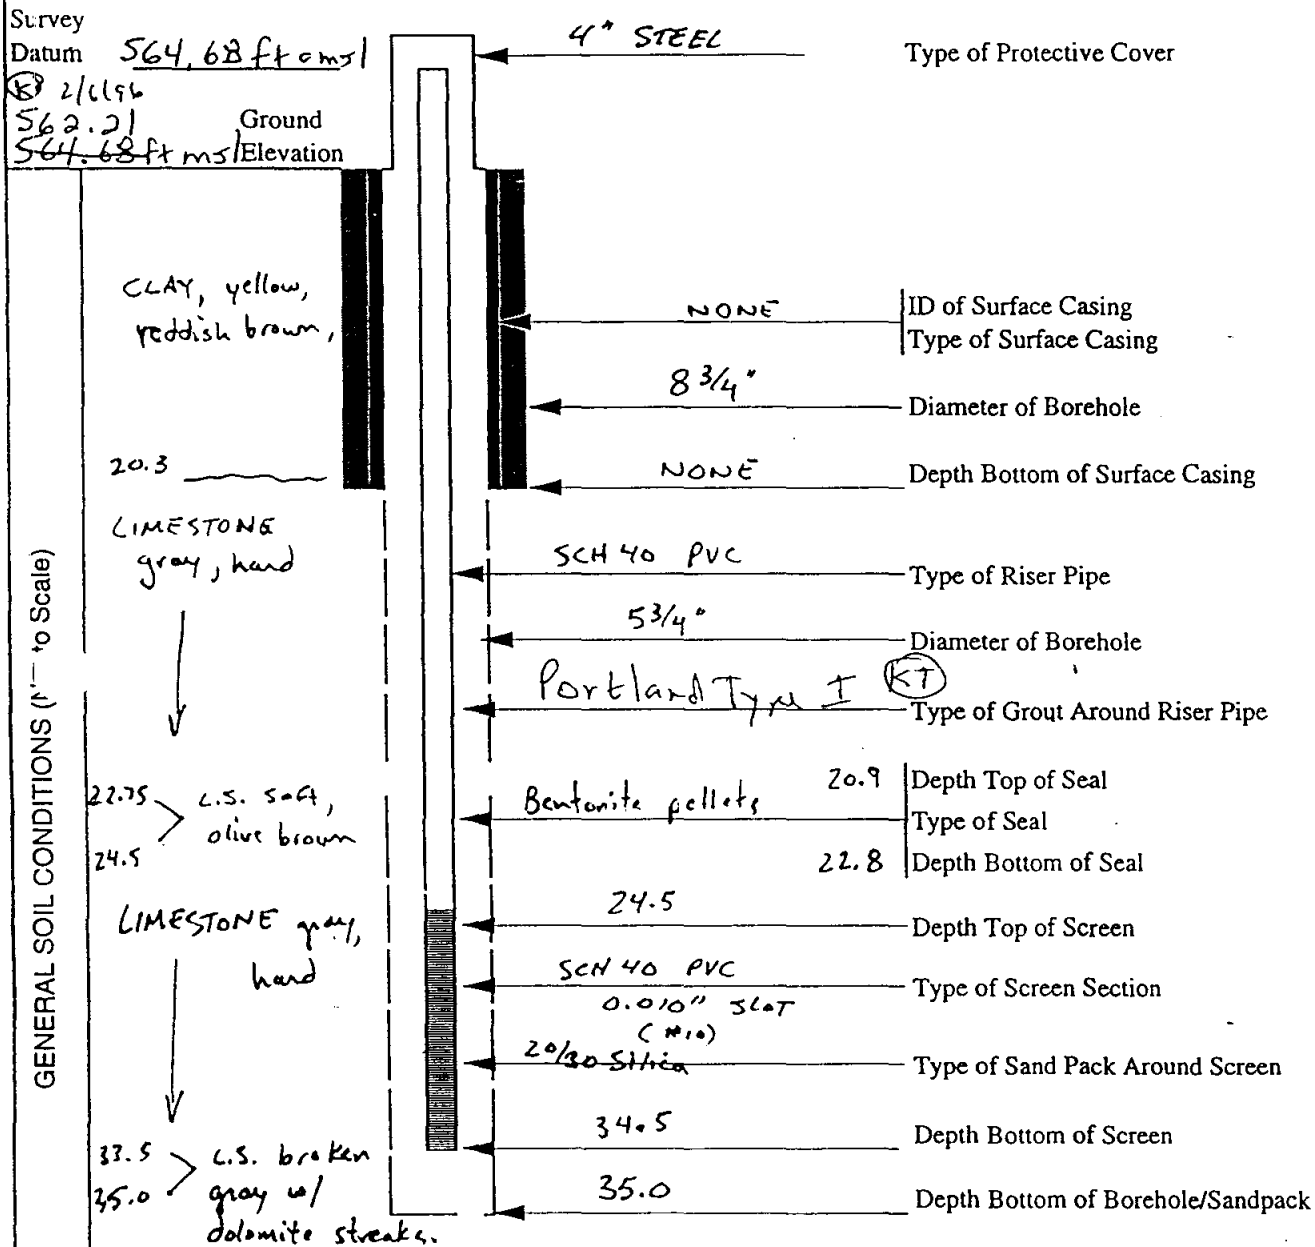 Survey
Datum 564.68 ft amsl
4" STEEL
Type of Protective Cover
2/6/96
562.21 Ground
564.68 ft msl Elevation
CLAY, yellow,
reddish brown,
NONE
ID of Surface Casing
Type of Surface Casing
8 3/4"
Diameter of Borehole
20.3
NONE
Depth Bottom of Surface Casing
LIMESTONE
gray, hard
SCH 40 PVC
Type of Riser Pipe
5 3/4"
Diameter of Borehole
Portland Type I KT
Type of Grout Around Riser Pipe
GENERAL SOIL CONDITIONS to Scale)
22.75 L.S. soft,
olive brown
24.5
20.9 Depth Top of Seal
Bentonite pellets
Type of Seal
22.8 Depth Bottom of Seal
LIMESTONE gray,
hard
24.5
Depth Top of Screen
SCH 40 PVC
0.010" SLOT
(#10)
Type of Screen Section
20/30 Silica
Type of Sand Pack Around Screen
34.5
Depth Bottom of Screen
33.5 L.S. broken
35.0 gray w/
dolomite streaks.
35.0
Depth Bottom of Borehole/Sandpack